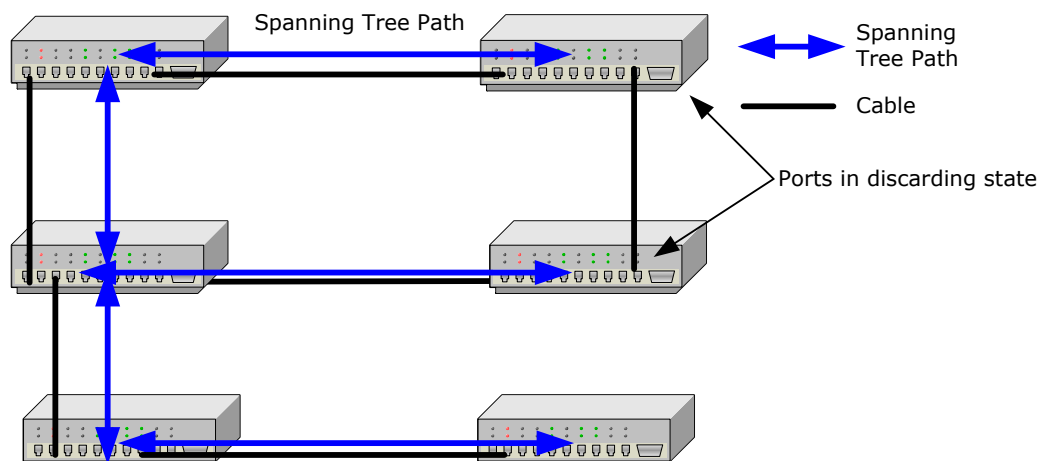 Spanning Tree Path
Spanning
Tree Path
Cable
Ports in discarding state